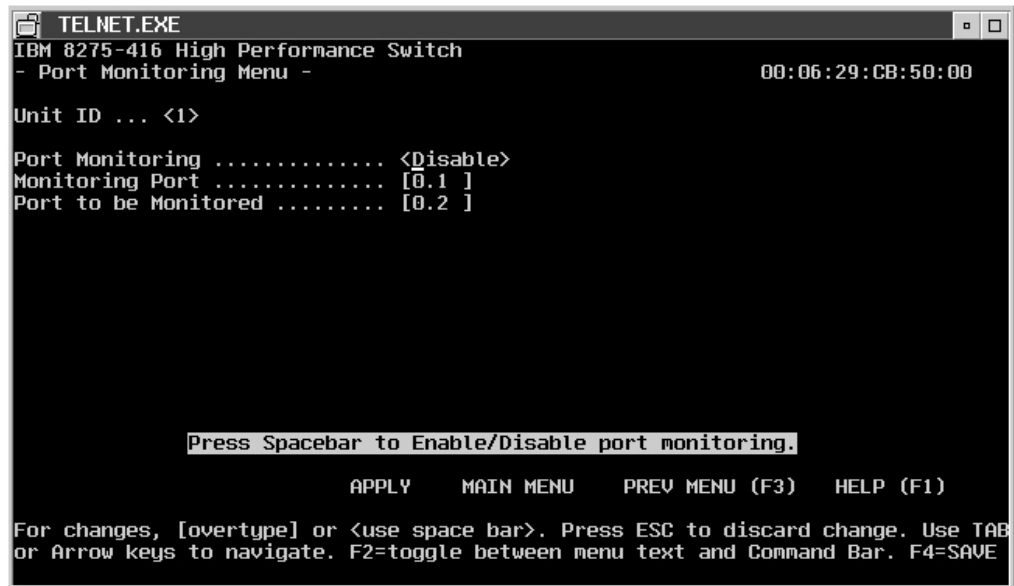 TELNET.EXE
IBM 8275-416 High Performance Switch
- Port Monitoring Menu - 00:06:29:CB:50:00
Unit ID ... <1>
Port Monitoring .............. <Disable>
Monitoring Port .............. [0.1 ]
Port to be Monitored ......... [0.2 ]
Press Spacebar to Enable/Disable port monitoring.
APPLY MAIN MENU PREV MENU (F3) HELP (F1)
For changes, [overtype] or <use space bar>. Press ESC to discard change. Use TAB
or Arrow keys to navigate. F2=toggle between menu text and Command Bar. F4=SAVE